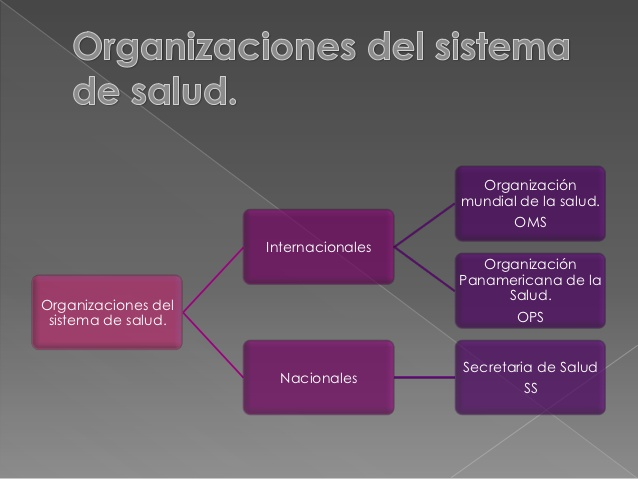 Organizaciones del sistema
de salud.
Organizaciones del
sistema de salud.
Internacionales
Organización
mundial de la salud.
OMS
Organización
Panamericana de la
Salud.
OPS
Nacionales
Secretaria de Salud
SS